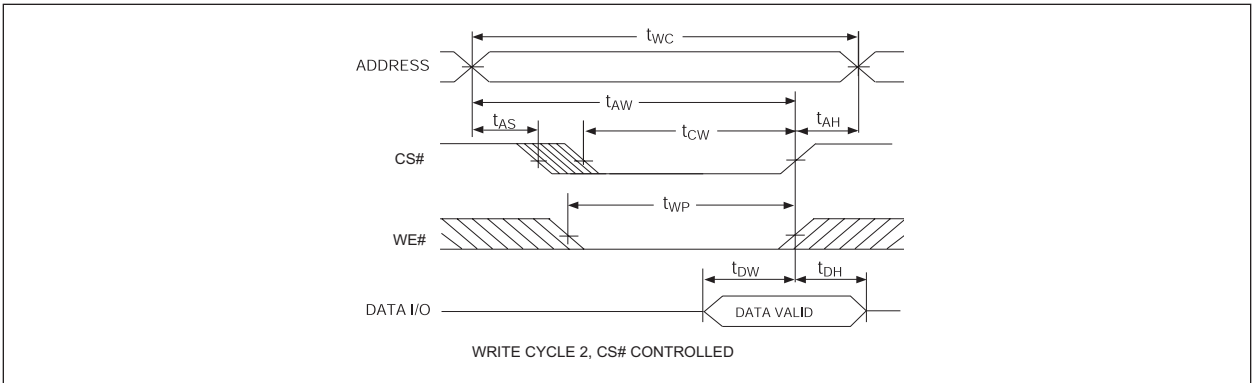 tWC
ADDRESS
tAW
tAS
tCW
tAH
CS#
tWP
WE#
tDW
tDH
DATA I/O
DATA VALID
WRITE CYCLE 2, CS# CONTROLLED